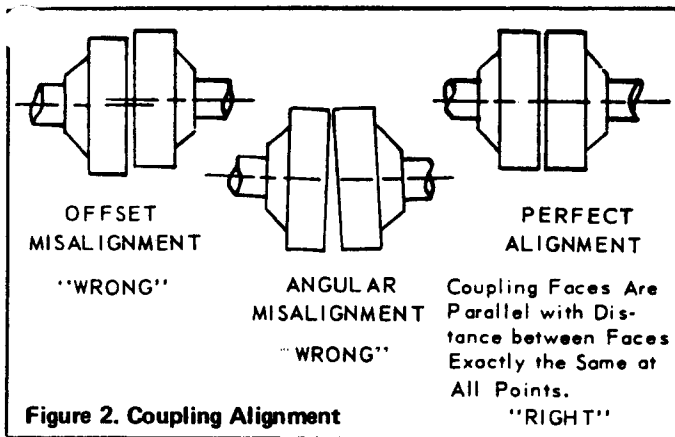 OFFSET
MISALIGNMENT
"WRONG"
ANGULAR
MISALIGNMENT
"WRONG"
PERFECT
ALIGNMENT
Coupling Faces Are
Parallel with Dis-
tance between Faces
Exactly the Same at
All Points.
"RIGHT"
Figure 2. Coupling Alignment